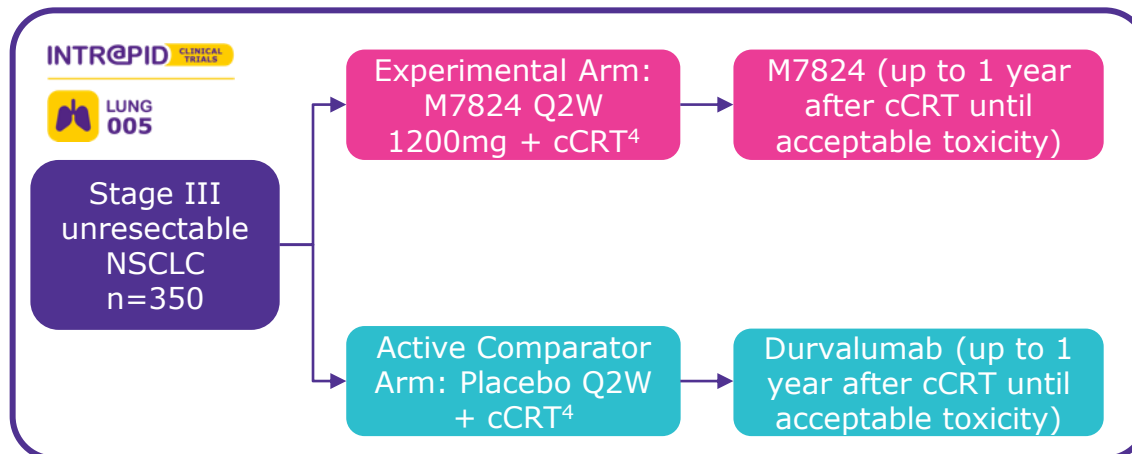 INTR@PID CLINICAL TRIALS
LUNG
005
Stage III
unresectable
NSCLC
n=350
Experimental Arm:
M7824 Q2W
1200mg + cCRT⁴
M7824 (up to 1 year
after cCRT until
acceptable toxicity)
Active Comparator
Arm: Placebo Q2W
+ cCRT⁴
Durvalumab (up to 1
year after cCRT until
acceptable toxicity)